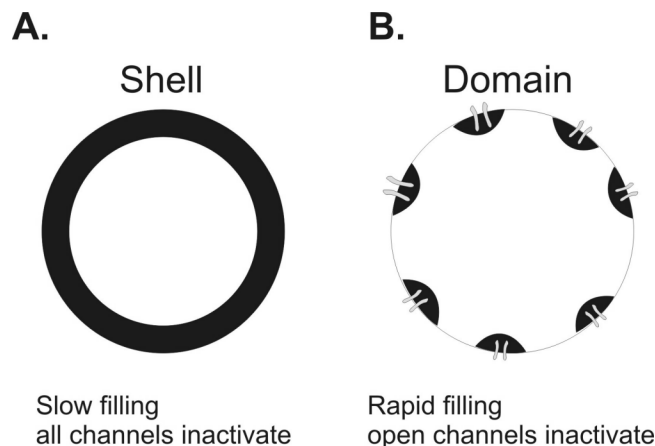 A.
B.
Shell
Domain
Slow filling
all channels inactivate
Rapid filling
open channels inactivate